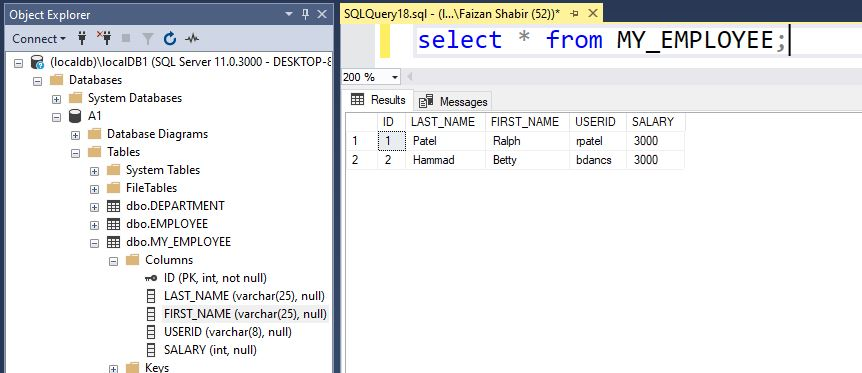 Object Explorer
Connect
(localdb)\localDB1 (SQL Server 11.0.3000 - DESKTOP-8
Databases
System Databases
A1
Database Diagrams
Tables
System Tables
FileTables
dbo.DEPARTMENT
dbo.EMPLOYEE
dbo.MY_EMPLOYEE
Columns
ID (PK, int, not null)
LAST_NAME (varchar(25), null)
FIRST_NAME (varchar(25), null)
USERID (varchar(8), null)
SALARY (int, null)
Keys
SQLQuery18.sql - (l...\Faizan Shabir (52))*
select * from MY_EMPLOYEE;
200 %
Results Messages
ID LAST_NAME FIRST_NAME USERID SALARY
1 1 Patel Ralph rpatel 3000
2 2 Hammad Betty bdancs 3000